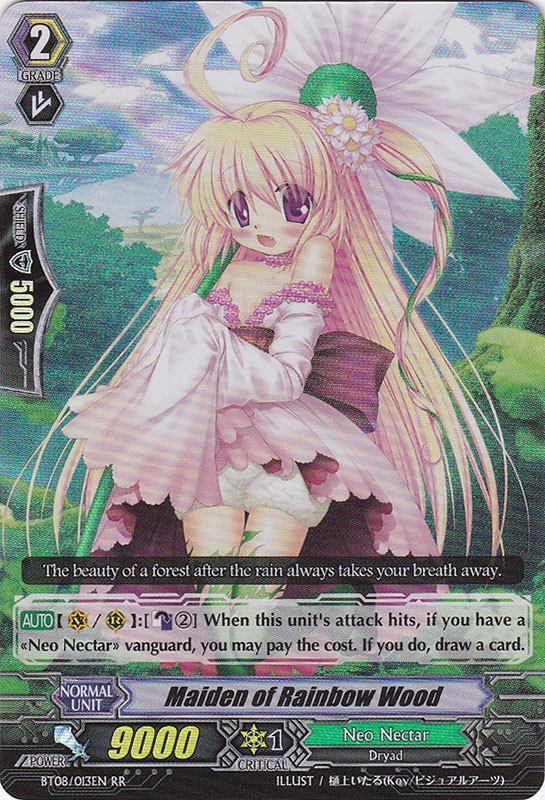 2
GRADE
SHIELD
5000
The beauty of a forest after the rain always takes your breath away.
AUTO【 V / R 】:[ ②] When this unit's attack hits, if you have a
«Neo Nectar» vanguard, you may pay the cost. If you do, draw a card.
NORMAL
UNIT
Maiden of Rainbow Wood
POWER
9000
1
CRITICAL
Neo Nectar
Dryad
BT08/013EN RR
ILLUST / 樋上いたる(Key/ビジュアルアーツ)